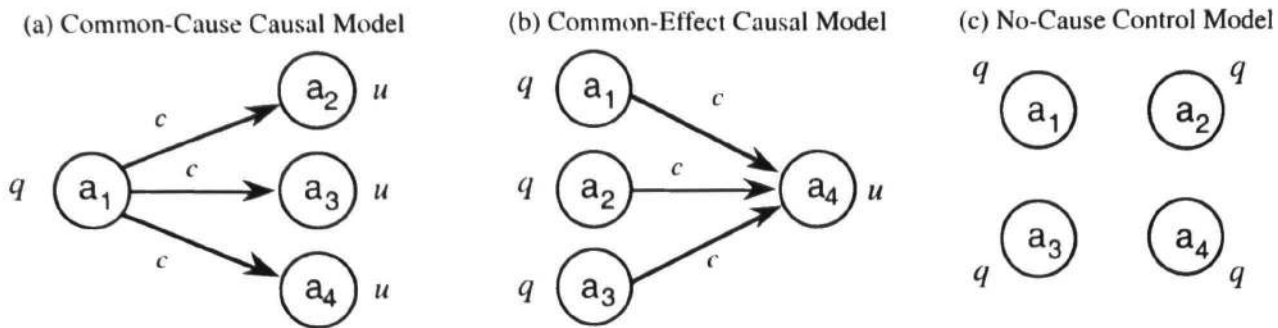 (a) Common-Cause Causal Model
(b) Common-Effect Causal Model
(c) No-Cause Control Model
q
a1
c
c
c
a2
u
a3
u
a4
u
q
a1
q
a2
q
a3
c
c
c
a4
u
q
a1
a2
q
a3
q
a4
q